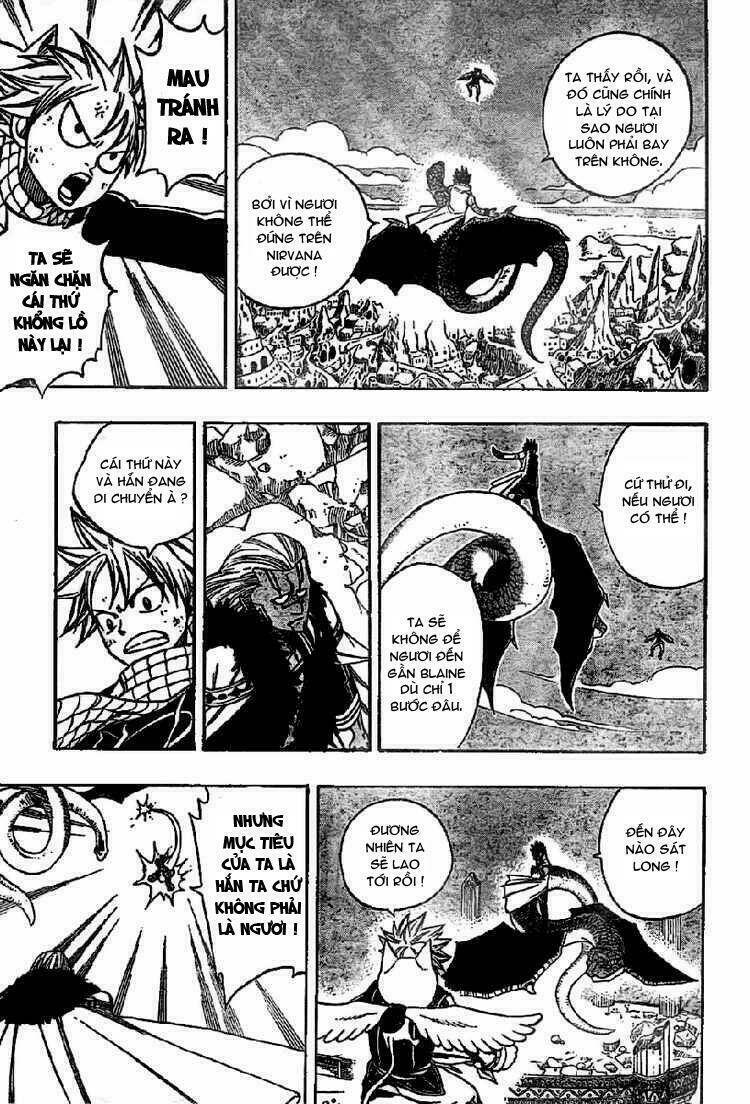 TA THẤY RỒI, VÀ
ĐÓ CŨNG CHÍNH
LÀ LÝ DO TẠI
SAO NGƯƠI
LUÔN PHẢI BAY
TRÊN KHÔNG.
BỞI VÌ NGƯƠI
KHÔNG THỂ
ĐỨNG TRÊN
NIRVANA
ĐƯỢC !
MAU
TRÁNH
RA !
TA SẼ
NGĂN CHẶN
CÁI THỨ
KHỔNG LỒ
NÀY LẠI !
CỨ THỬ ĐI,
NẾU NGƯƠI
CÓ THỂ !
TA SẼ
KHÔNG ĐỂ
NGƯƠI ĐẾN
GẦN BLAINE
DÙ CHỈ 1
BƯỚC ĐÂU.
CÁI THỨ NÀY
VÀ HẮN ĐANG
DI CHUYỂN À ?
ĐẾN ĐÂY
NÀO SÁT
LONG !
ĐƯƠNG
NHIÊN TA
SẼ LAO
TỚI RỒI !
NHƯNG
MỤC TIÊU
CỦA TA LÀ
HẮN TA CHỨ
KHÔNG PHẢI
LÀ NGƯƠI !